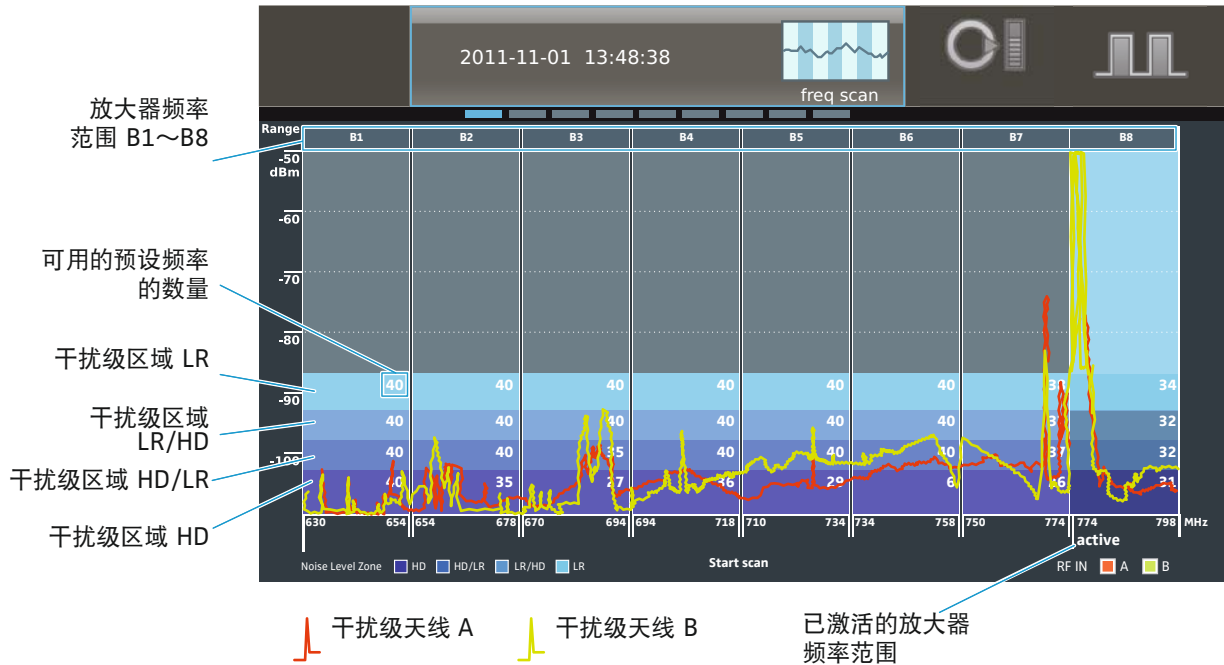 2011-11-01 13:48:38
freq scan
放大器频率
范围 B1～B8
Range
B1 B2 B3 B4 B5 B6 B7 B8
-50
dBm
-60
可用的预设频率
的数量
-70
-80
干扰级区域 LR
40 40 40 40 40 40 38 34
-90
干扰级区域
LR/HD
40 40 40 40 40 40 32
干扰级区域 HD/LR
-100
40 40 35 40 40 40 37 32
干扰级区域 HD
40 35 27 36 29
630 654 654 678 670 694 694 718 710 734 734 758 750 774 774 798 MHz
active
Noise Level Zone HD HD/LR LR/HD LR
Start scan
RF IN A B
干扰级天线 A
干扰级天线 B
已激活的放大器
频率范围